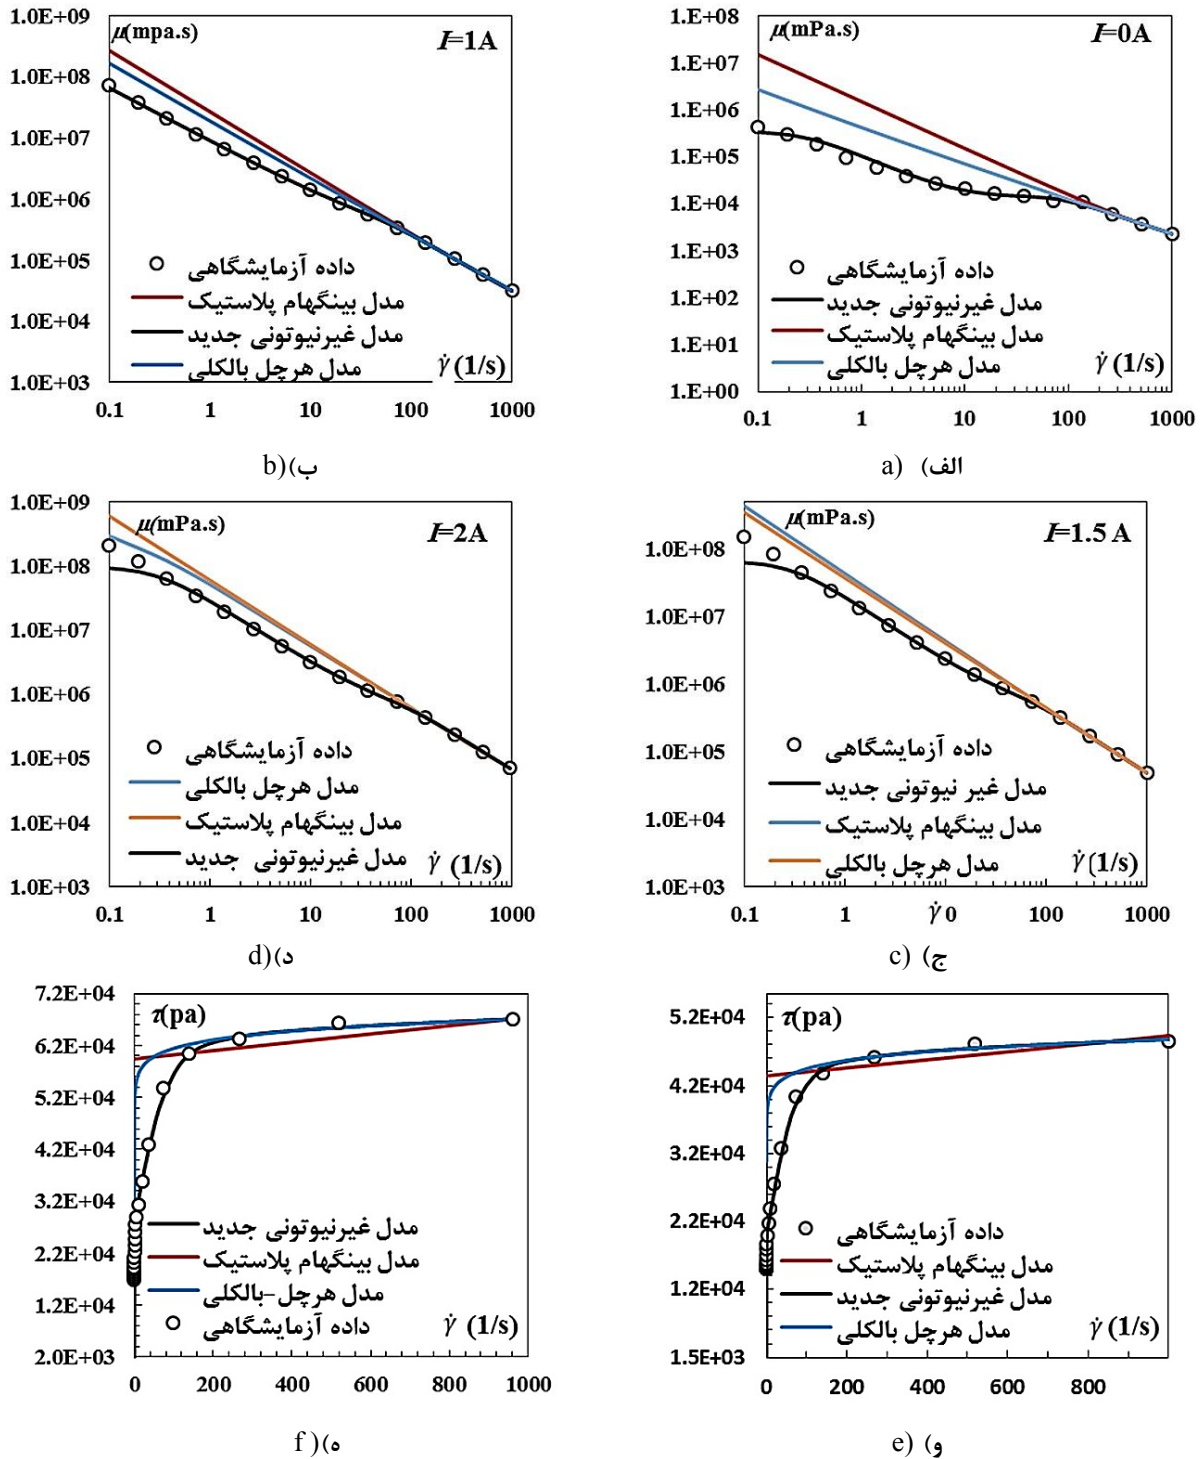 1.0E+09
μ(mpa.s)
I=1A
1.0E+08
1.0E+07
1.0E+06
1.0E+05
1.0E+04
1.0E+03
داده آزمایشگاهی
مدل بینگهام پلاستیک
مدل غیرنیوتونی جدید
مدل هرچل بالکلی
γ̇ (1/s)
0.1 1 10 100 1000
ب) (b
1.E+08
μ(mPa.s)
I=0A
1.E+07
1.E+06
1.E+05
1.E+04
1.E+03
1.E+02
1.E+01
1.E+00
داده آزمایشگاهی
مدل غیرنیوتونی جدید
مدل بینگهام پلاستیک
مدل هرچل بالکلی
γ̇ (1/s)
0.1 1 10 100 1000
الف) (a
1.0E+09
μ(mPa.s)
I=2A
1.0E+08
1.0E+07
1.0E+06
1.0E+05
1.0E+04
1.0E+03
داده آزمایشگاهی
مدل هرچل بالکلی
مدل بینگهام پلاستیک
مدل غیرنیوتونی جدید
γ̇ (1/s)
0.1 1 10 100 1000
د) (d
μ(mPa.s)
I=1.5 A
1.0E+08
1.0E+07
1.0E+06
1.0E+05
1.0E+04
1.0E+03
داده آزمایشگاهی
مدل غیر نیوتونی جدید
مدل بینگهام پلاستیک
مدل هرچل بالکلی
γ̇ (1/s)
0.1 1 γ̇ 0 100 1000
ج) (c
7.2E+04
τ(pa)
6.2E+04
5.2E+04
4.2E+04
3.2E+04
2.2E+04
1.2E+04
2.0E+03
مدل غیرنیوتونی جدید
مدل بینگهام پلاستیک
مدل هرچل–بالکلی
داده آزمایشگاهی
γ̇ (1/s)
0 200 400 600 800 1000
ه) (f
τ(pa)
5.2E+04
4.2E+04
3.2E+04
2.2E+04
1.2E+04
1.5E+03
داده آزمایشگاهی
مدل بینگهام پلاستیک
مدل غیرنیوتونی جدید
مدل هرچل بالکلی
γ̇ (1/s)
0 200 400 600 800
و) (e